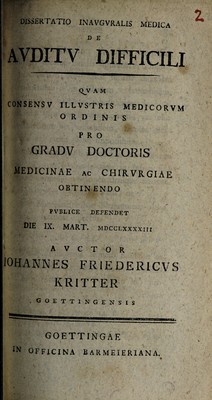 2
DISSERTATIO INAVGVRALIS MEDICA
DE
AVDITV DIFFICILI
QVAM
CONSENSV ILLVSTRIS MEDICORVM
ORDINIS
PRO
GRADV DOCTORIS
MEDICINAE AC CHIRVRGIAE
OBTINENDO
PVBLICE DEFENDET
DIE IX. MART. MDCCLXXXXIII
AVCTOR
IOHANNES FRIEDERICVS
KRITTER
GOETTINGENSIS
GOETTINGAE
IN OFFICINA BARMEIERIANA.